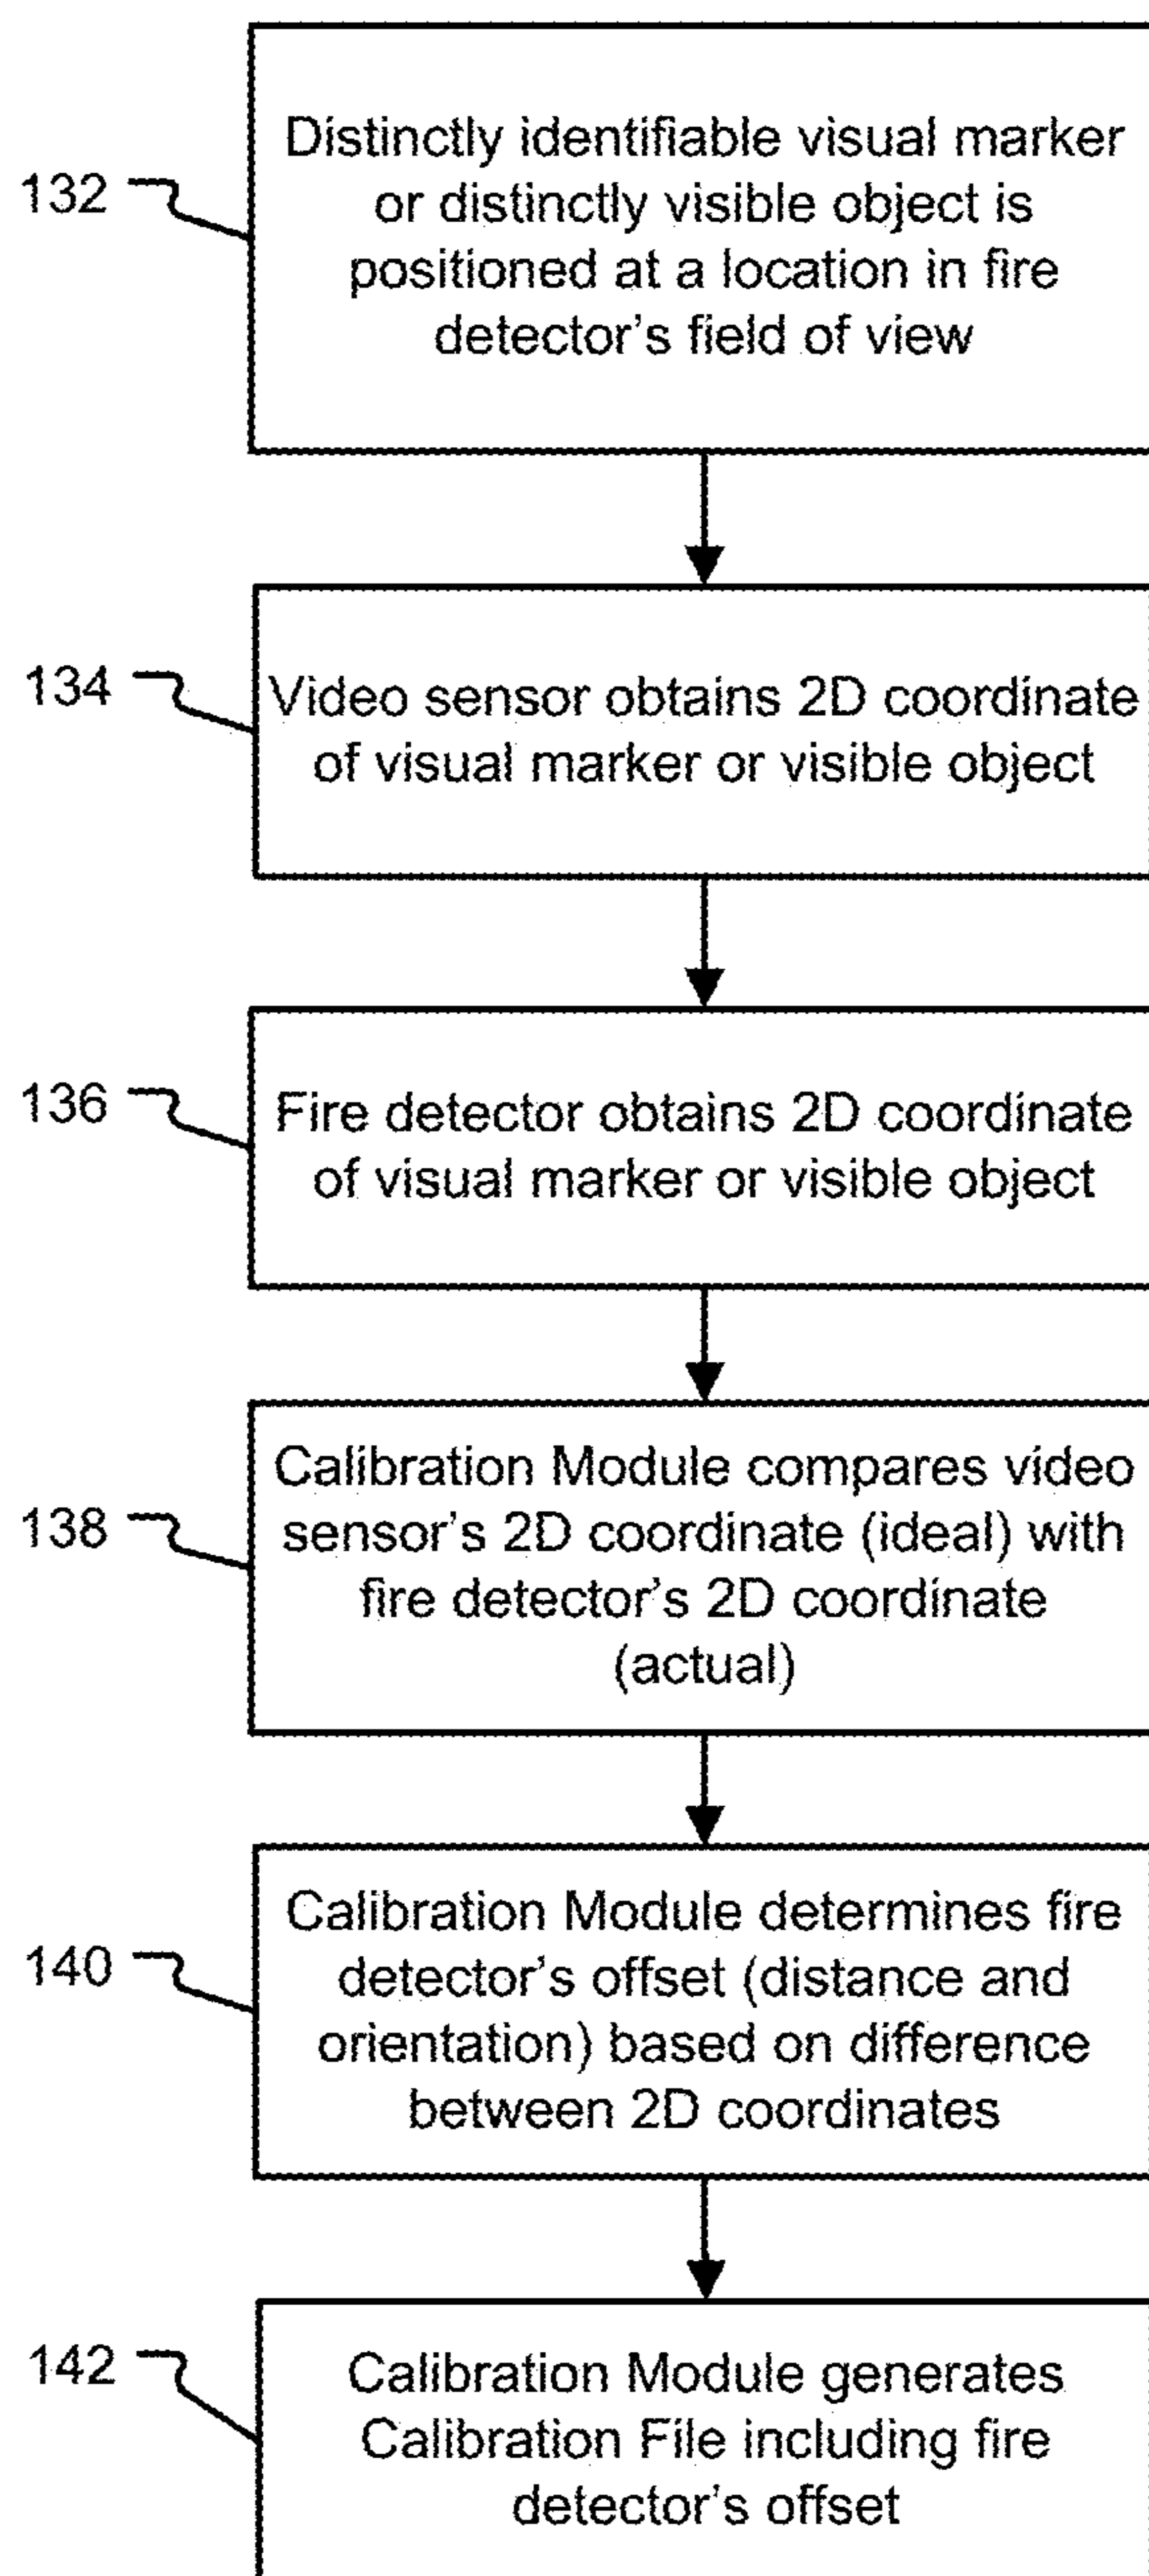 132
Distinctly identifiable visual marker
or distinctly visible object is
positioned at a location in fire
detector's field of view
134
Video sensor obtains 2D coordinate
of visual marker or visible object
136
Fire detector obtains 2D coordinate
of visual marker or visible object
138
Calibration Module compares video
sensor's 2D coordinate (ideal) with
fire detector's 2D coordinate
(actual)
140
Calibration Module determines fire
detector's offset (distance and
orientation) based on difference
between 2D coordinates
142
Calibration Module generates
Calibration File including fire
detector's offset